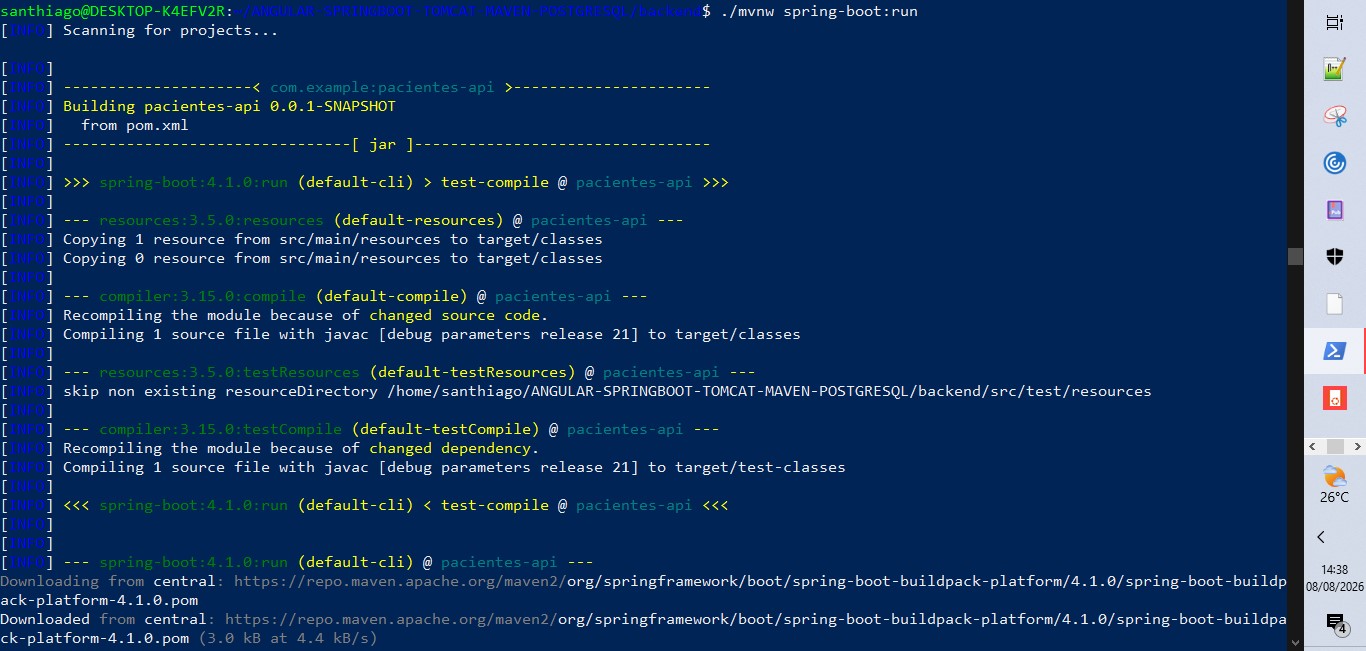 santhiago@DESKTOP-K4EFV2R:~/ANGULAR-SPRINGBOOT-TOMCAT-MAVEN-POSTGRESQL/backend$ ./mvnw spring-boot:run
[INFO] Scanning for projects...
[INFO]
[INFO] ---------------------< com.example:pacientes-api >----------------------
[INFO] Building pacientes-api 0.0.1-SNAPSHOT
[INFO]   from pom.xml
[INFO] --------------------------------[ jar ]---------------------------------
[INFO]
[INFO] >>> spring-boot:4.1.0:run (default-cli) > test-compile @ pacientes-api >>>
[INFO]
[INFO] --- resources:3.5.0:resources (default-resources) @ pacientes-api ---
[INFO] Copying 1 resource from src/main/resources to target/classes
[INFO] Copying 0 resource from src/main/resources to target/classes
[INFO]
[INFO] --- compiler:3.15.0:compile (default-compile) @ pacientes-api ---
[INFO] Recompiling the module because of changed source code.
[INFO] Compiling 1 source file with javac [debug parameters release 21] to target/classes
[INFO]
[INFO] --- resources:3.5.0:testResources (default-testResources) @ pacientes-api ---
[INFO] skip non existing resourceDirectory /home/santhiago/ANGULAR-SPRINGBOOT-TOMCAT-MAVEN-POSTGRESQL/backend/src/test/resources
[INFO]
[INFO] --- compiler:3.15.0:testCompile (default-testCompile) @ pacientes-api ---
[INFO] Recompiling the module because of changed dependency.
[INFO] Compiling 1 source file with javac [debug parameters release 21] to target/test-classes
[INFO]
[INFO] <<< spring-boot:4.1.0:run (default-cli) < test-compile @ pacientes-api <<<
[INFO]
[INFO]
[INFO] --- spring-boot:4.1.0:run (default-cli) @ pacientes-api ---
Downloading from central: https://repo.maven.apache.org/maven2/org/springframework/boot/spring-boot-buildpack-platform/4.1.0/spring-boot-buildp
ack-platform-4.1.0.pom
Downloaded from central: https://repo.maven.apache.org/maven2/org/springframework/boot/spring-boot-buildpack-platform/4.1.0/spring-boot-buildpa
ck-platform-4.1.0.pom (3.0 kB at 4.4 kB/s)
26°C
14:38
08/08/2026
4